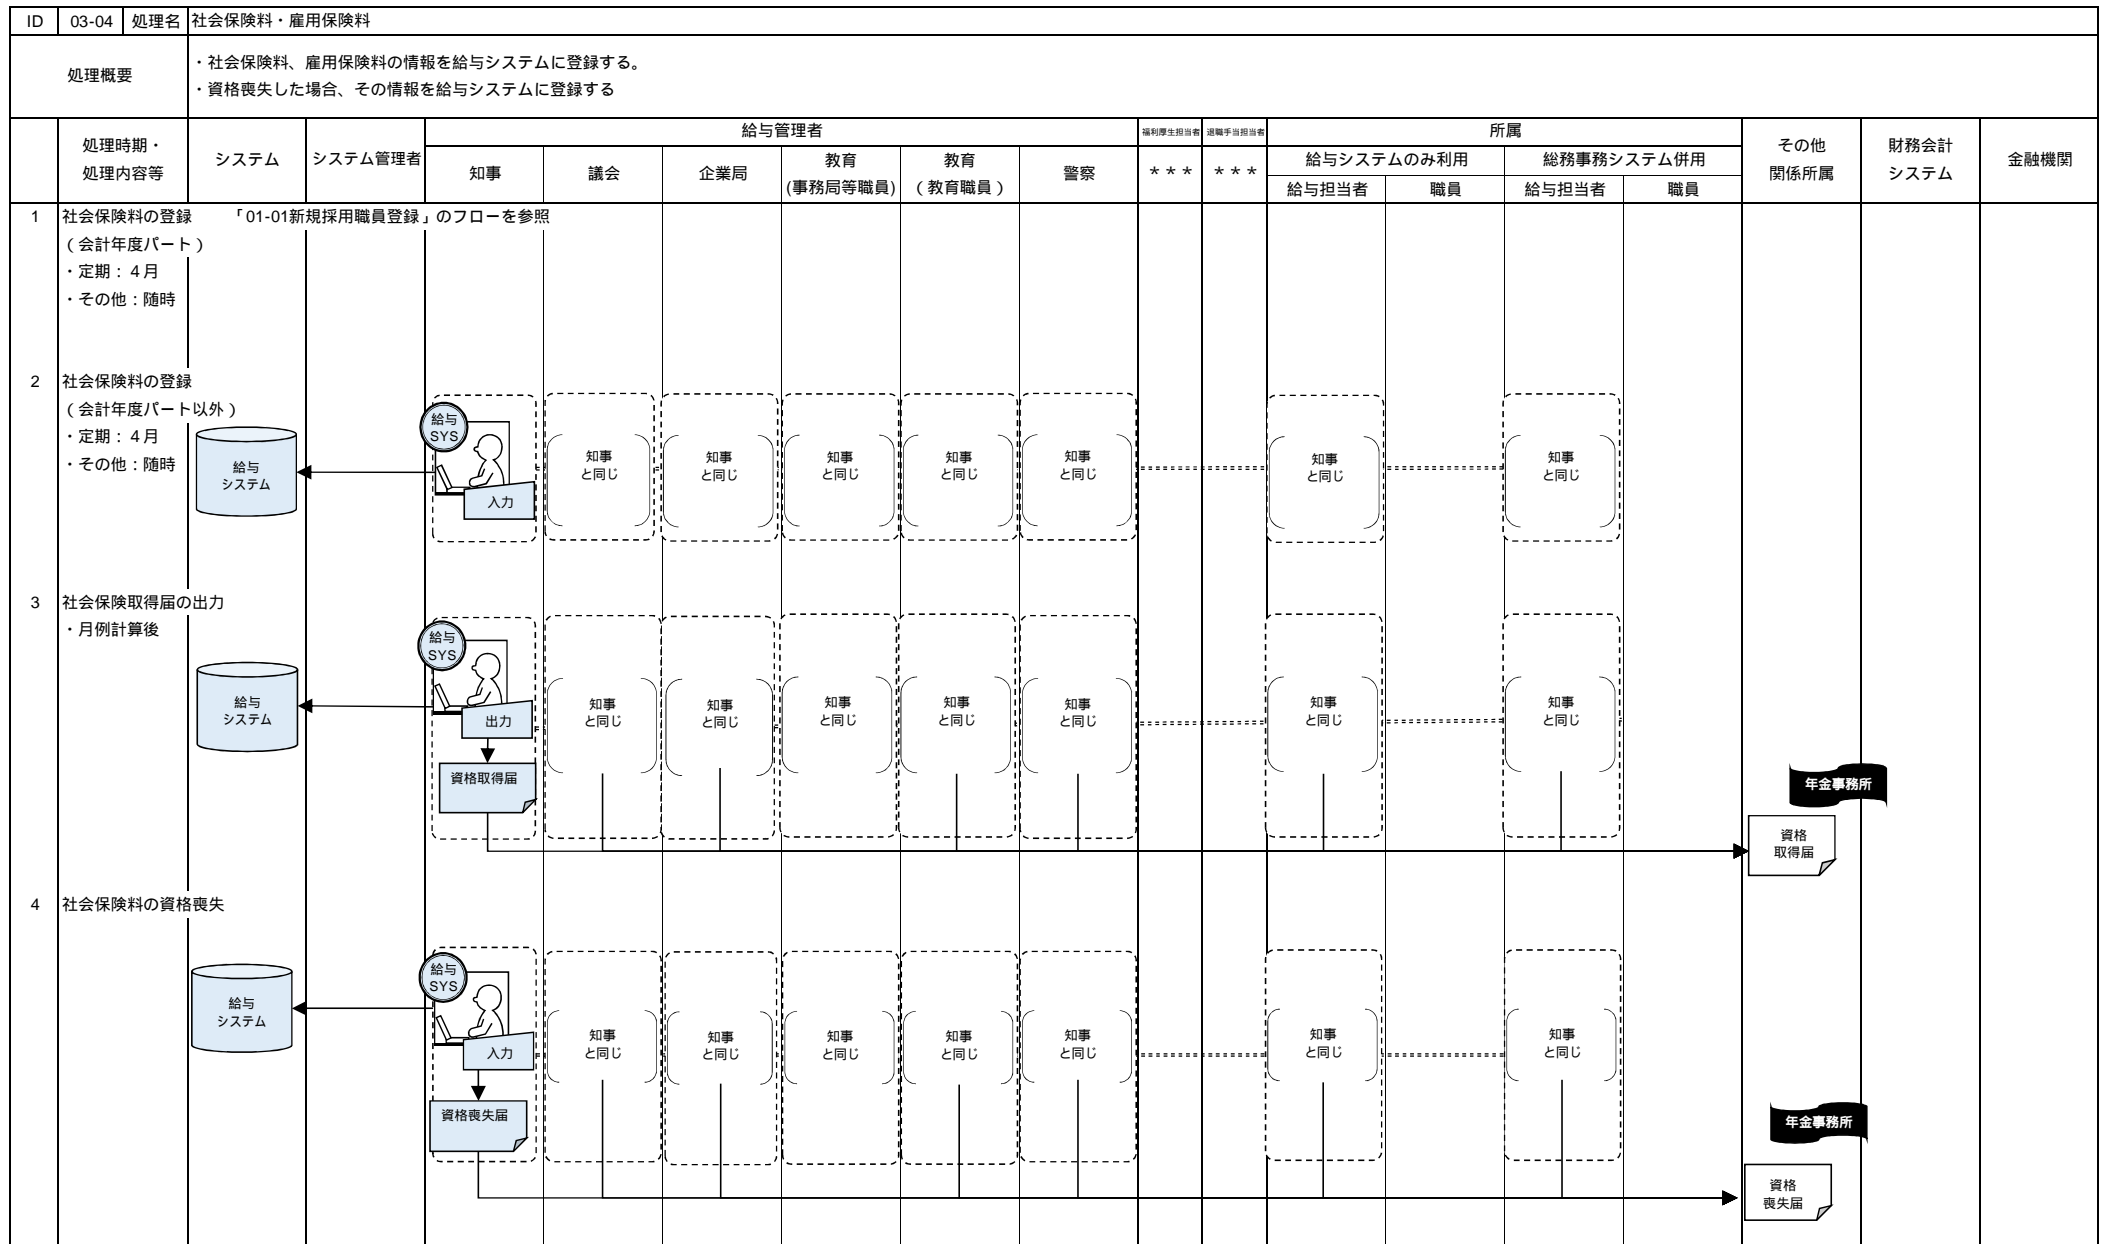 ID 03-04 処理名 社会保険料・雇用保険料
処理概要
・社会保険料、雇用保険料の情報を給与システムに登録する。
・資格喪失した場合、その情報を給与システムに登録する
処理時期・
処理内容等
システム
システム管理者
給与管理者
知事
議会
企業局
教育
(事務局等職員)
教育
(教育職員)
警察
福利厚生担当者
***
退職手当担当者
***
所属
給与システムのみ利用
給与担当者
職員
総務事務システム併用
給与担当者
職員
その他
関係所属
財務会計
システム
金融機関
1 社会保険料の登録 「01-01新規採用職員登録」のフローを参照
(会計年度パート)
・定期:4月
・その他:随時
2 社会保険料の登録
(会計年度パート以外)
・定期:4月
・その他:随時
給与
システム
給与
SYS
入力
知事
と同じ
知事
と同じ
知事
と同じ
知事
と同じ
知事
と同じ
知事
と同じ
知事
と同じ
3 社会保険取得届の出力
・月例計算後
給与
システム
給与
SYS
出力
資格取得届
知事
と同じ
知事
と同じ
知事
と同じ
知事
と同じ
知事
と同じ
知事
と同じ
知事
と同じ
年金事務所
資格
取得届
4 社会保険料の資格喪失
給与
システム
給与
SYS
入力
資格喪失届
知事
と同じ
知事
と同じ
知事
と同じ
知事
と同じ
知事
と同じ
知事
と同じ
知事
と同じ
年金事務所
資格
喪失届